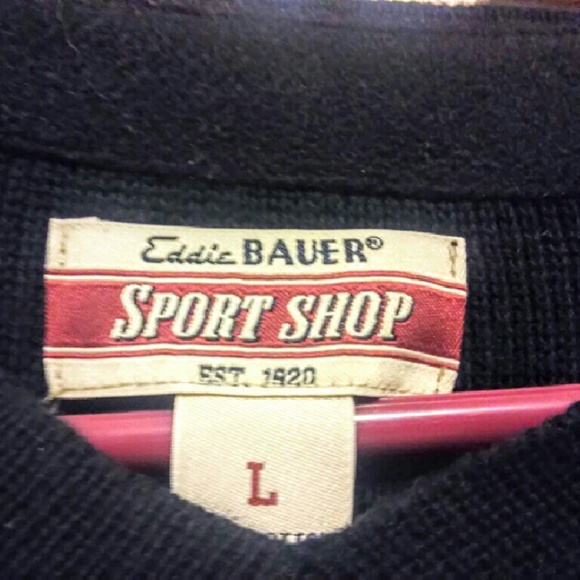 Eddie BAUER®
SPORT SHOP
EST. 1920
L